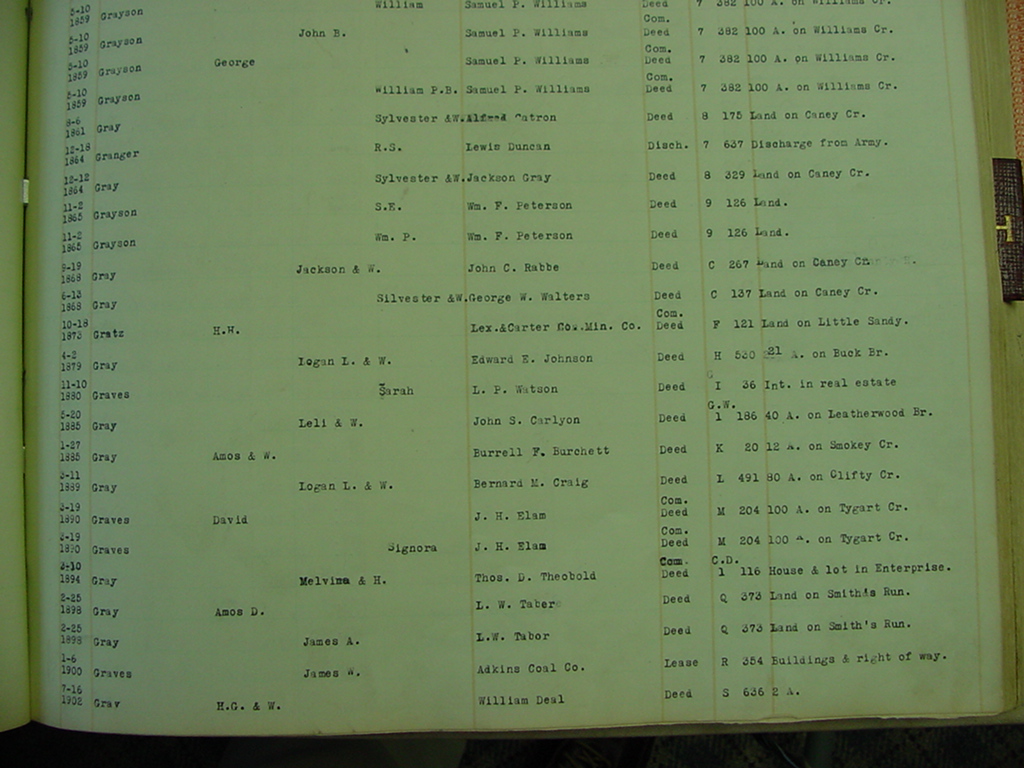 5-10 1859 Grayson William Samuel P. Williams Deed 7 382 100 A. on Williams Cr.
5-10 1859 Grayson John B. Samuel P. Williams Com. Deed 7 382 100 A. on Williams Cr.
5-10 1859 Grayson George Samuel P. Williams Com. Deed 7 382 100 A. on Williams Cr.
5-10 1859 Grayson William P.B. Samuel P. Williams Com. Deed 7 382 100 A. on Williams Cr.
8-6 1861 Gray Sylvester &W. Alfred Catron Deed 8 175 Land on Caney Cr.
12-18 1864 Granger R.S. Lewis Duncan Disch. 7 637 Discharge from Army.
12-12 1864 Gray Sylvester &W. Jackson Gray Deed 8 329 Land on Caney Cr.
11-2 1865 Grayson S.E. Wm. F. Peterson Deed 9 126 Land.
11-2 1865 Grayson Wm. P. Wm. F. Peterson Deed 9 126 Land.
9-19 1868 Gray Jackson & W. John C. Rabbe Deed C 267 Land on Caney Cr.
6-13 1868 Gray Silvester &W. George W. Walters Deed C 137 Land on Caney Cr.
10-18 1873 Gratz H.H. Lex.&Carter Co.Min. Co. Com. Deed F 121 Land on Little Sandy.
4-2 1879 Gray Logan L. & W. Edward E. Johnson Deed H 530 21 A. on Buck Br.
11-10 1880 Graves Sarah L. P. Watson Deed G I 36 Int. in real estate
5-20 1885 Gray Leli & W. John S. Carlyon Deed G.W. 1 186 40 A. on Leatherwood Br.
1-27 1885 Gray Amos & W. Burrell F. Burchett Deed K 20 12 A. on Smokey Cr.
3-11 1889 Gray Logan L. & W. Bernard M. Craig Deed L 491 80 A. on Clifty Cr.
3-19 1890 Graves David J. H. Elam Com. Deed M 204 100 A. on Tygart Cr.
3-19 1890 Graves Signora J. H. Elam Com. Deed M 204 100 A. on Tygart Cr.
3-10 1894 Gray Melvina & H. Thos. D. Theobold Com. Deed C.D. 1 116 House & lot in Enterprise.
2-25 1898 Gray Amos D. L. W. Tabor Deed Q 373 Land on Smith's Run.
2-25 1898 Gray James A. L.W. Tabor Deed Q 373 Land on Smith's Run.
1-6 1900 Graves James W. Adkins Coal Co. Lease R 354 Buildings & right of way.
7-16 1902 Gray H.G. & W. William Deal Deed S 636 2 A.